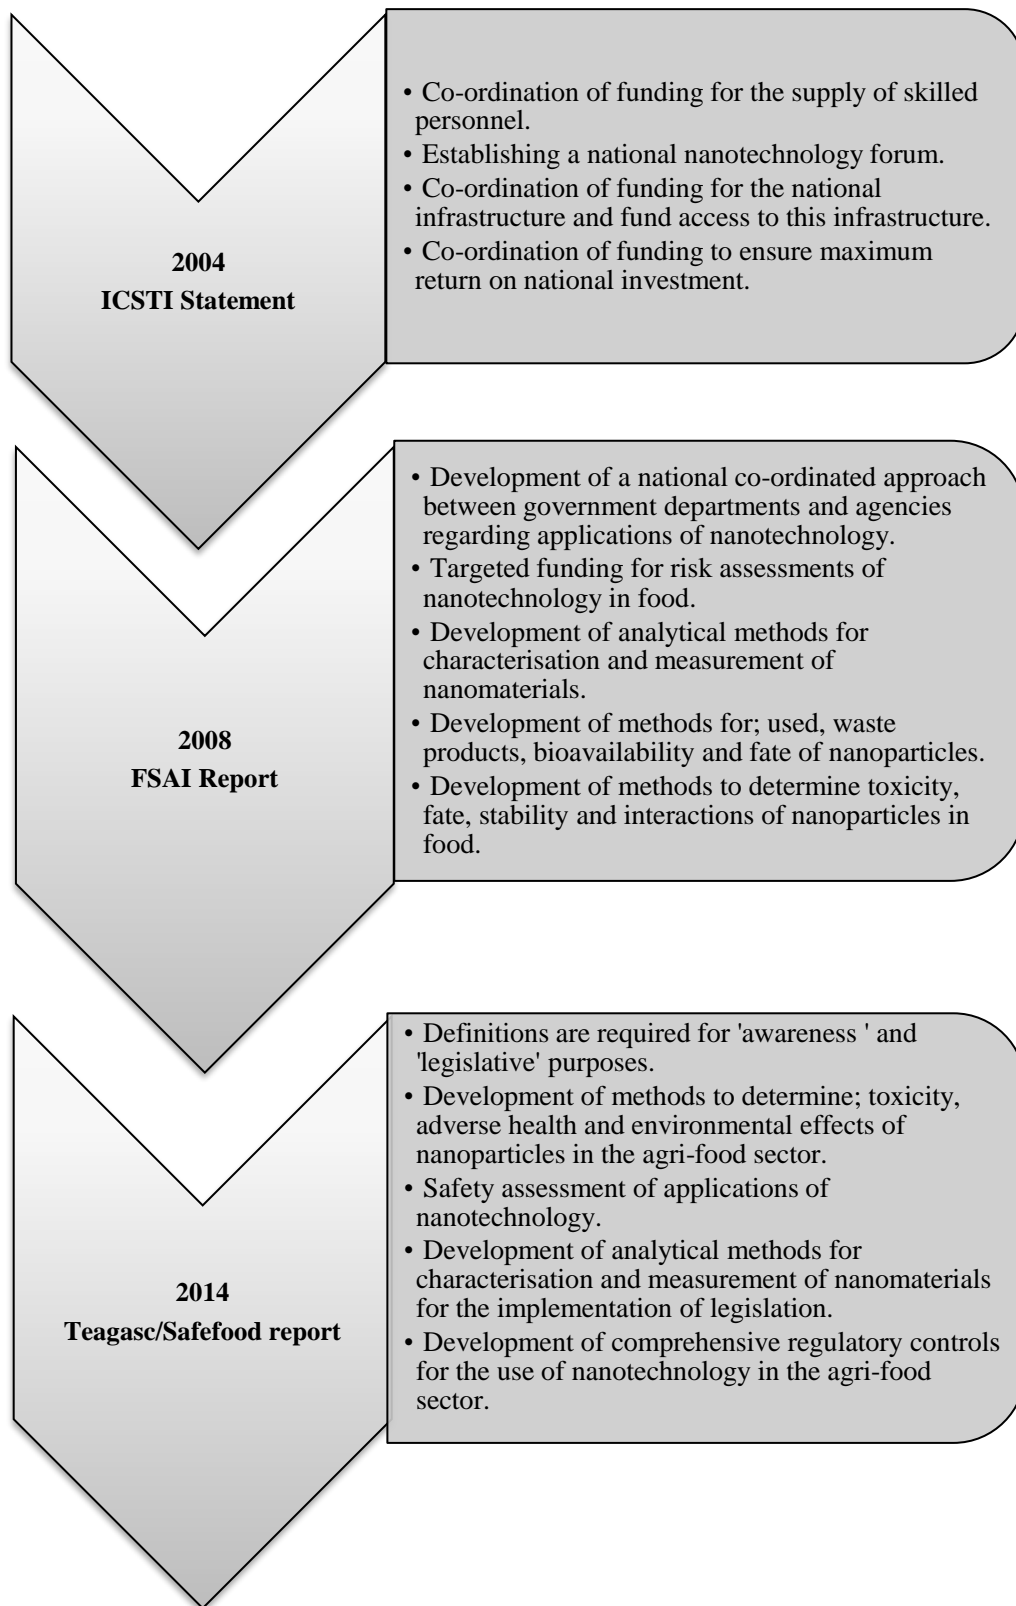 2004
ICSTI Statement
• Co-ordination of funding for the supply of skilled
personnel.
• Establishing a national nanotechnology forum.
• Co-ordination of funding for the national
infrastructure and fund access to this infrastructure.
• Co-ordination of funding to ensure maximum
return on national investment.
2008
FSAI Report
• Development of a national co-ordinated approach
between government departments and agencies
regarding applications of nanotechnology.
• Targeted funding for risk assessments of
nanotechnology in food.
• Development of analytical methods for
characterisation and measurement of
nanomaterials.
• Development of methods for; used, waste
products, bioavailability and fate of nanoparticles.
• Development of methods to determine toxicity,
fate, stability and interactions of nanoparticles in
food.
2014
Teagasc/Safefood report
• Definitions are required for 'awareness ' and
'legislative' purposes.
• Development of methods to determine; toxicity,
adverse health and environmental effects of
nanoparticles in the agri-food sector.
• Safety assessment of applications of
nanotechnology.
• Development of analytical methods for
characterisation and measurement of nanomaterials
for the implementation of legislation.
• Development of comprehensive regulatory controls
for the use of nanotechnology in the agri-food
sector.